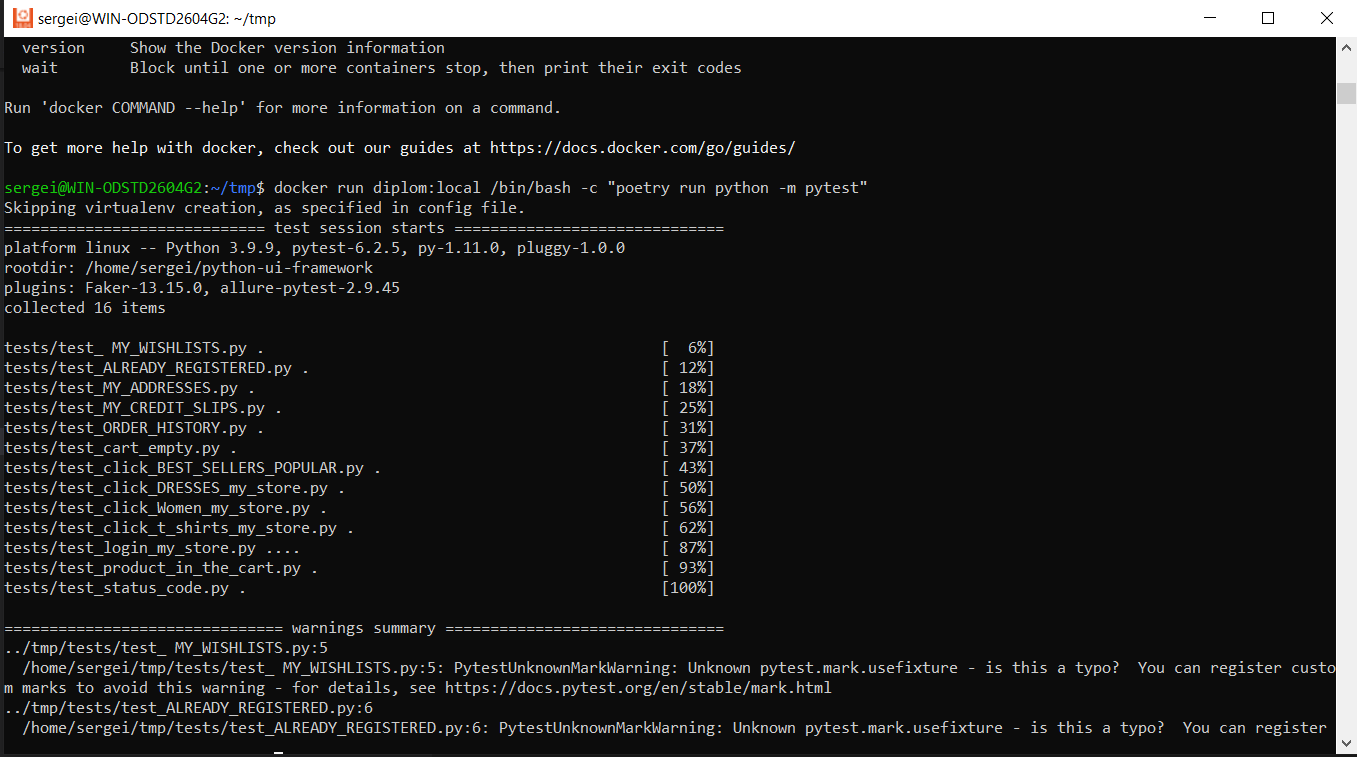 sergei@WIN-ODSTD2604G2: ~/tmp
version     Show the Docker version information
wait        Block until one or more containers stop, then print their exit codes
Run 'docker COMMAND --help' for more information on a command.
To get more help with docker, check out our guides at https://docs.docker.com/go/guides/
sergei@WIN-ODSTD2604G2:~/tmp$ docker run diplom:local /bin/bash -c "poetry run python -m pytest"
Skipping virtualenv creation, as specified in config file.
============================= test session starts ==============================
platform linux -- Python 3.9.9, pytest-6.2.5, py-1.11.0, pluggy-1.0.0
rootdir: /home/sergei/python-ui-framework
plugins: Faker-13.15.0, allure-pytest-2.9.45
collected 16 items
tests/test_ MY_WISHLISTS.py .                                            [  6%]
tests/test_ALREADY_REGISTERED.py .                                       [ 12%]
tests/test_MY_ADDRESSES.py .                                             [ 18%]
tests/test_MY_CREDIT_SLIPS.py .                                          [ 25%]
tests/test_ORDER_HISTORY.py .                                            [ 31%]
tests/test_cart_empty.py .                                               [ 37%]
tests/test_click_BEST_SELLERS_POPULAR.py .                               [ 43%]
tests/test_click_DRESSES_my_store.py .                                   [ 50%]
tests/test_click_Women_my_store.py .                                     [ 56%]
tests/test_click_t_shirts_my_store.py .                                  [ 62%]
tests/test_login_my_store.py ....                                        [ 87%]
tests/test_product_in_the_cart.py .                                      [ 93%]
tests/test_status_code.py .                                              [100%]
=============================== warnings summary ===============================
../tmp/tests/test_ MY_WISHLISTS.py:5
/home/sergei/tmp/tests/test_ MY_WISHLISTS.py:5: PytestUnknownMarkWarning: Unknown pytest.mark.usefixture - is this a typo?  You can register custo
m marks to avoid this warning - for details, see https://docs.pytest.org/en/stable/mark.html
../tmp/tests/test_ALREADY_REGISTERED.py:6
/home/sergei/tmp/tests/test_ALREADY_REGISTERED.py:6: PytestUnknownMarkWarning: Unknown pytest.mark.usefixture - is this a typo?  You can register